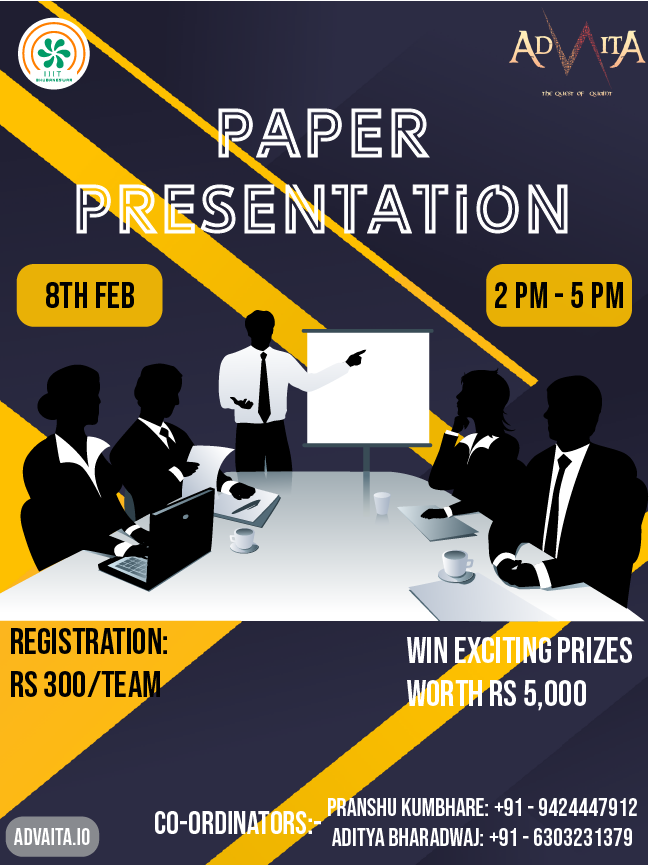 IIIT
BHUBANESWAR
ADVAITA
THE QUEST OF QUAINT
PAPER
PRESENTATiON
8TH FEB
2 PM - 5 PM
REGISTRATION:
RS 300/TEAM
WIN EXCITING PRIZES
WORTH RS 5,000
CO-ORDINATORS:-
PRANSHU KUMBHARE: +91 - 9424447912
ADITYA BHARADWAJ: +91 - 6303231379
ADVAITA.IO